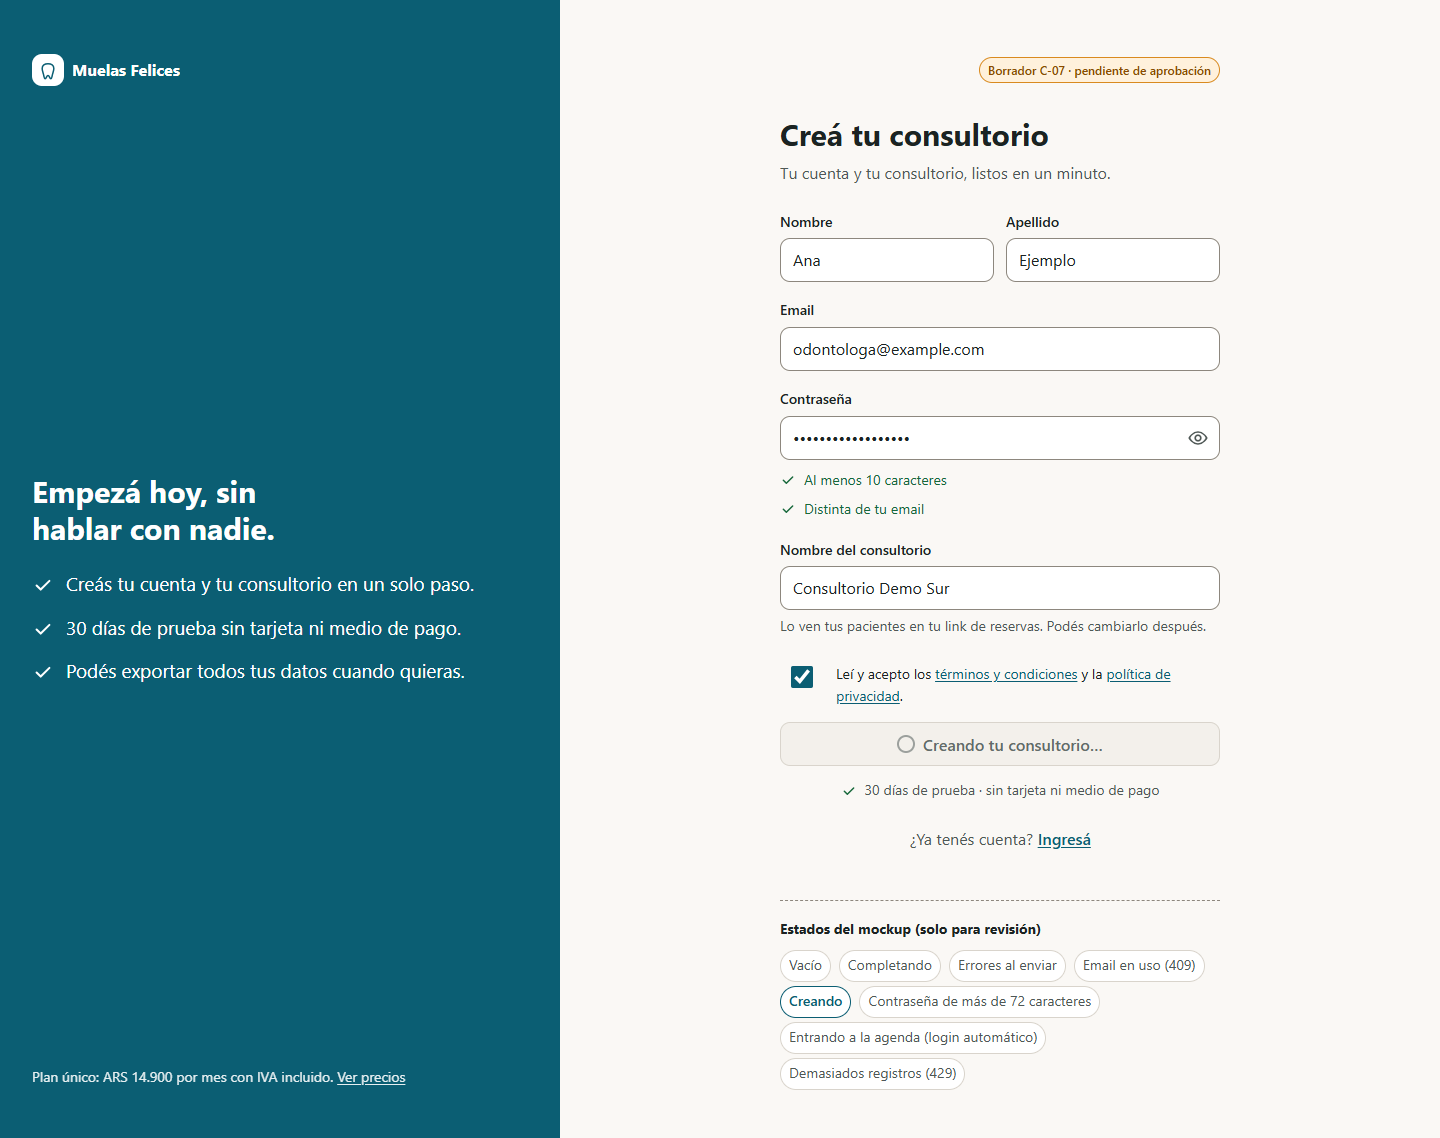 Muelas Felices
Empezá hoy, sin
hablar con nadie.
Creás tu cuenta y tu consultorio en un solo paso.
30 días de prueba sin tarjeta ni medio de pago.
Podés exportar todos tus datos cuando quieras.
Plan único: ARS 14.900 por mes con IVA incluido. Ver precios
Borrador C-07 · pendiente de aprobación
Creá tu consultorio
Tu cuenta y tu consultorio, listos en un minuto.
Nombre
Apellido
Ana
Ejemplo
Email
odontologa@example.com
Contraseña
••••••••••••••••••
Al menos 10 caracteres
Distinta de tu email
Nombre del consultorio
Consultorio Demo Sur
Lo ven tus pacientes en tu link de reservas. Podés cambiarlo después.
Leí y acepto los términos y condiciones y la política de
privacidad.
Creando tu consultorio...
30 días de prueba · sin tarjeta ni medio de pago
¿Ya tenés cuenta? Ingresá
Estados del mockup (solo para revisión)
Vacío
Completando
Errores al enviar
Email en uso (409)
Creando
Contraseña de más de 72 caracteres
Entrando a la agenda (login automático)
Demasiados registros (429)